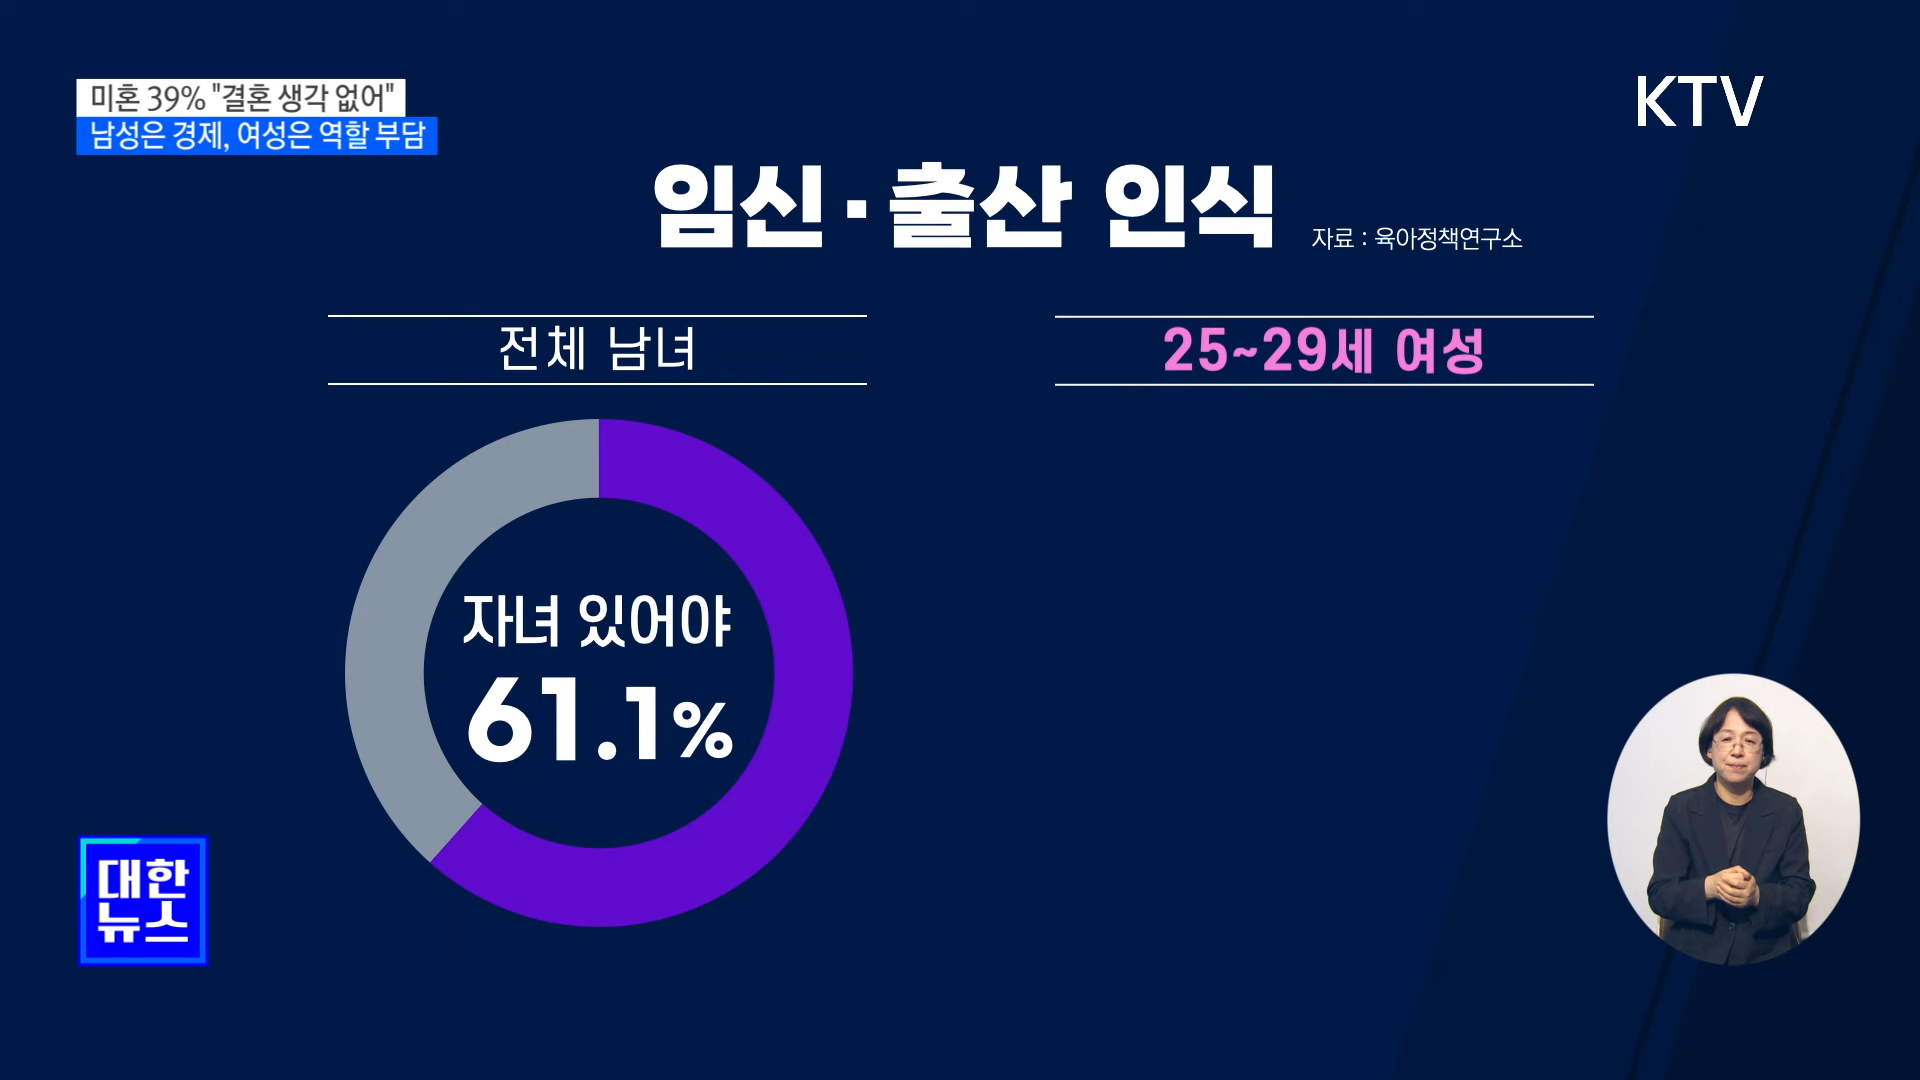 미혼 39% "결혼 생각 없어"
남성은 경제, 여성은 역할 부담
KTV
임신·출산 인식
자료 : 육아정책연구소
전체 남녀
25~29세 여성
자녀 있어야
61.1%
대한
뉴스